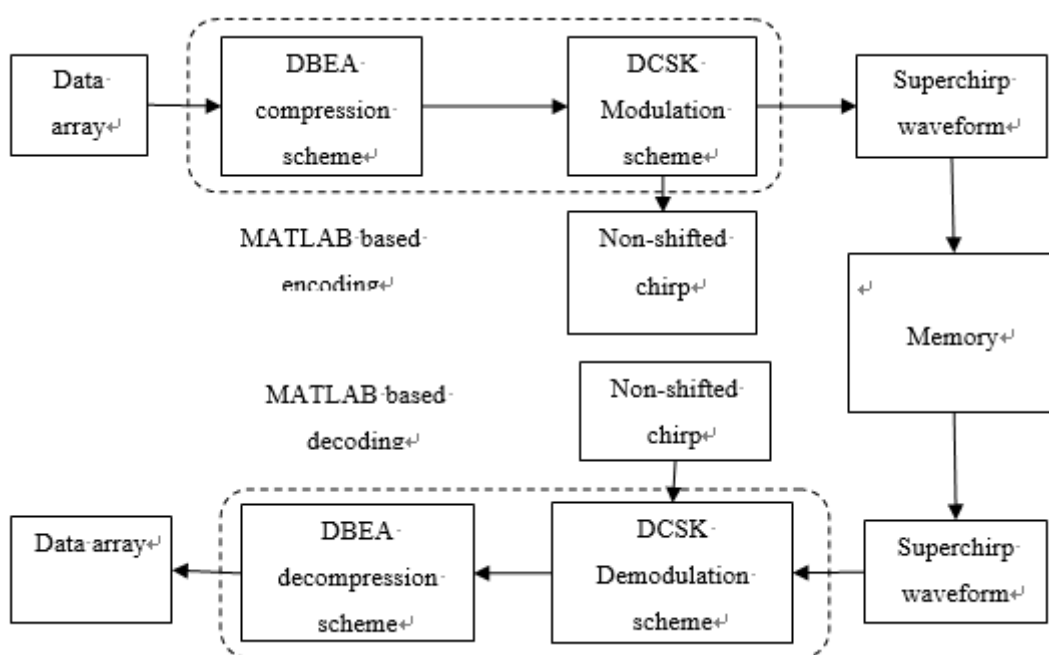 Data
array
DBEA
compression
scheme
DCSK
Modulation
scheme
Superchirp
waveform
MATLAB based
encoding
Non-shifted
chirp
Memory
MATLAB based
decoding
Non-shifted
chirp
Data array
DBEA
decompression
scheme
DCSK
Demodulation
scheme
Superchirp
waveform